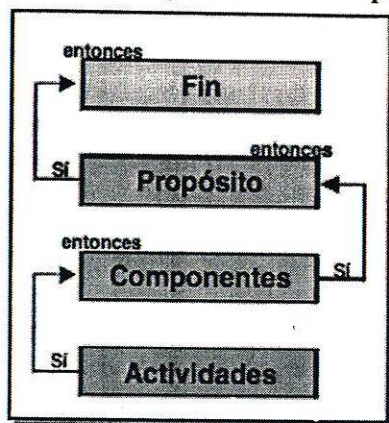 entonces
Fin
Sí
entonces
Propósito
entonces
Componentes
Sí
Sí
Actividades